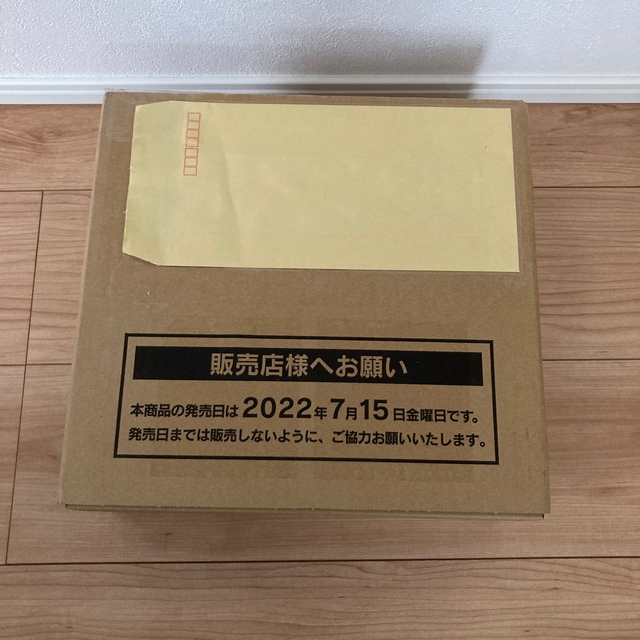 販売店様へお願い
本商品の発売日は2022年7月15日金曜日です。
発売日までは販売しないように、ご協力お願いいたします。